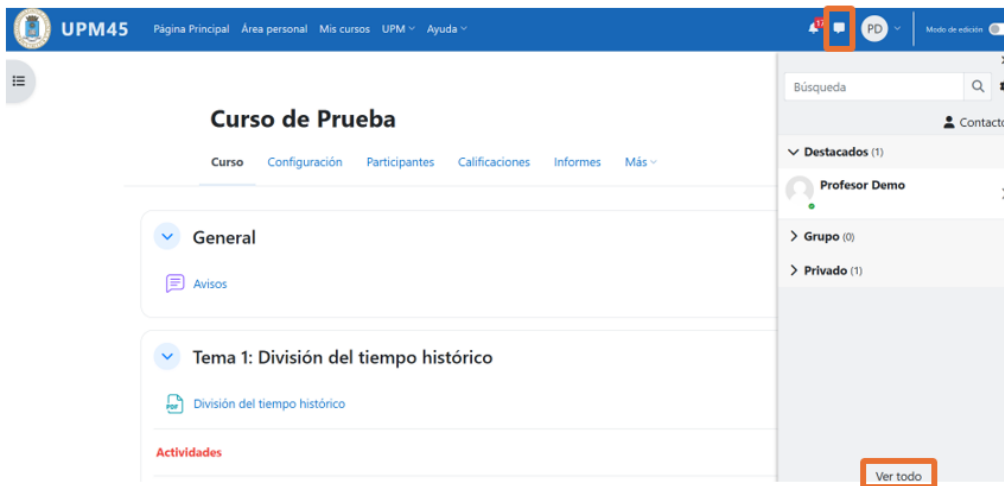 UPM45 Página Principal Área personal Mis cursos UPM Ayuda 17 PD Modo de edición
Búsqueda
Contacto
Curso de Prueba
Curso Configuración Participantes Calificaciones Informes Más
Destacados (1)
Profesor Demo
Grupo (0)
Privado (1)
General
Avisos
Tema 1: División del tiempo histórico
PDF División del tiempo histórico
Actividades
Ver todo